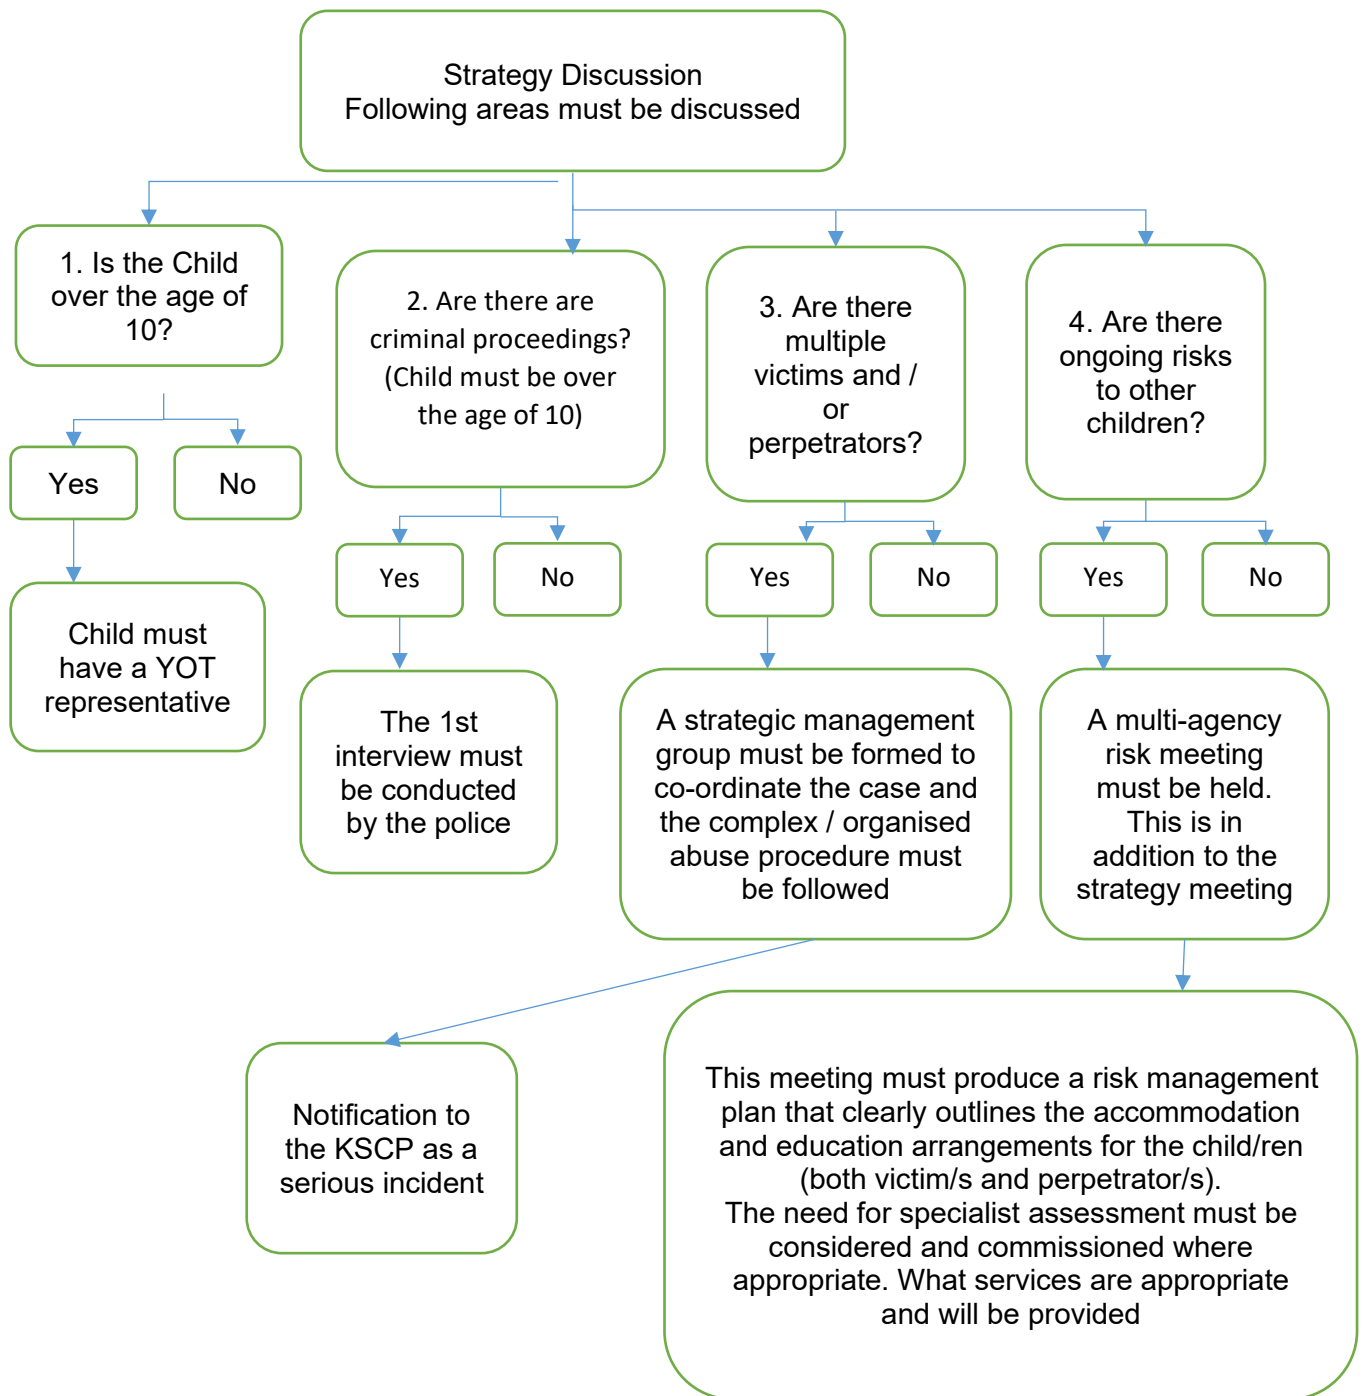 Strategy Discussion
Following areas must be discussed
1. Is the Child
over the age of
10?
2. Are there are
criminal proceedings?
(Child must be over
the age of 10)
3. Are there
multiple
victims and /
or
perpetrators?
4. Are there
ongoing risks
to other
children?
Yes
No
Yes
No
Yes
No
Yes
No
Child must
have a YOT
representative
The 1st
interview must
be conducted
by the police
A strategic management
group must be formed to
co-ordinate the case and
the complex / organised
abuse procedure must
be followed
A multi-agency
risk meeting
must be held.
This is in
addition to the
strategy meeting
Notification to
the KSCP as a
serious incident
This meeting must produce a risk management
plan that clearly outlines the accommodation
and education arrangements for the child/ren
(both victim/s and perpetrator/s).
The need for specialist assessment must be
considered and commissioned where
appropriate. What services are appropriate
and will be provided